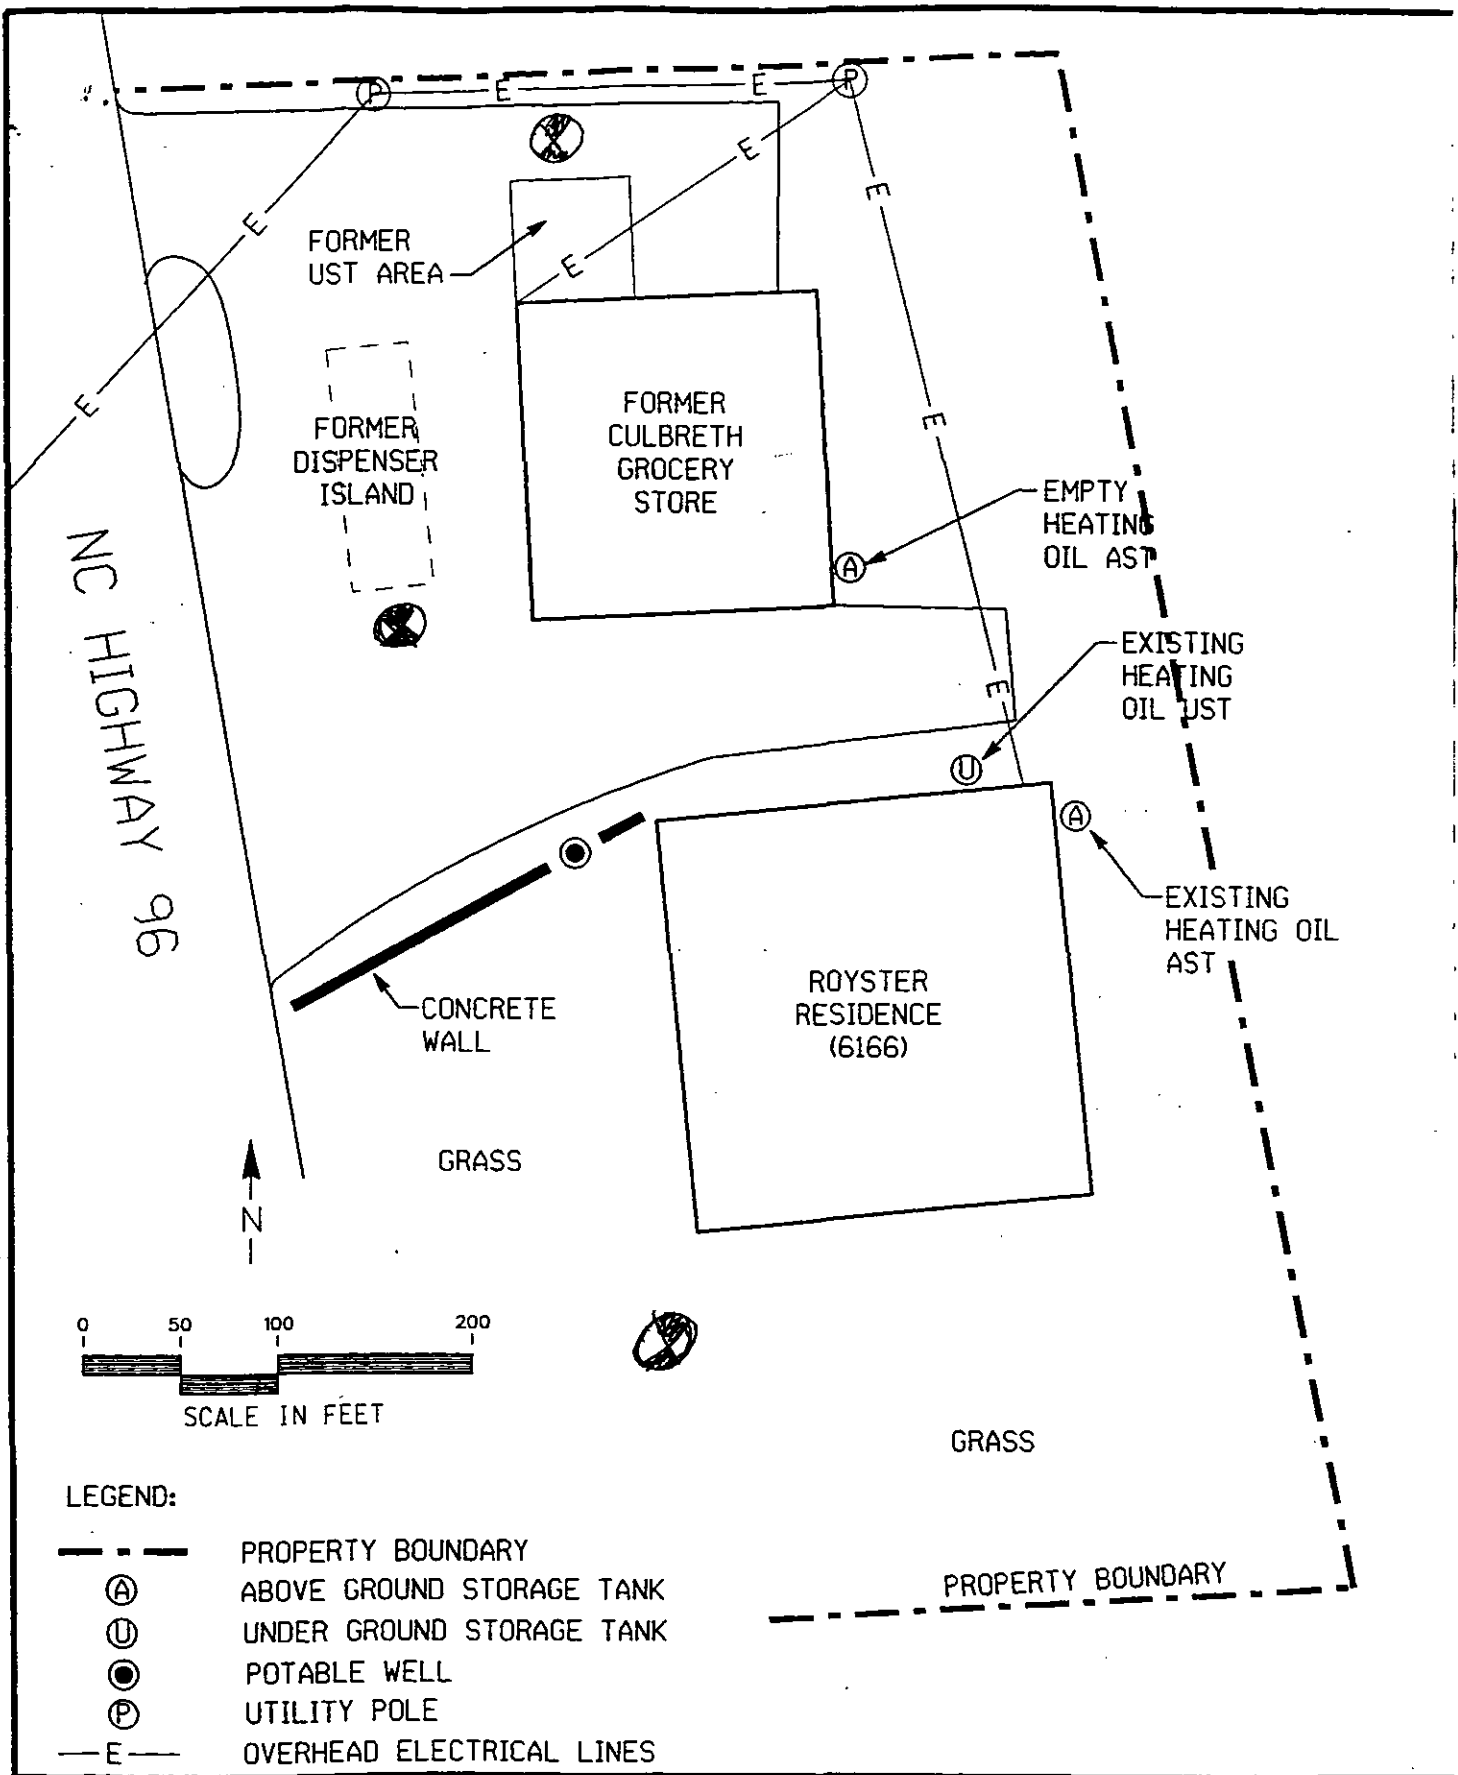 P
E
E
P
E
E
E
FORMER
UST AREA
E
E
FORMER
DISPENSER
ISLAND
FORMER
CULBRETH
GROCERY
STORE
E
EMPTY
HEATING
OIL AST
A
NC HIGHWAY 96
EXISTING
HEATING
OIL UST
E
U
A
EXISTING
HEATING OIL
AST
CONCRETE
WALL
ROYSTER
RESIDENCE
(6166)
GRASS
N
0 50 100 200
SCALE IN FEET
GRASS
LEGEND:
PROPERTY BOUNDARY
A ABOVE GROUND STORAGE TANK
U UNDER GROUND STORAGE TANK
POTABLE WELL
P UTILITY POLE
E OVERHEAD ELECTRICAL LINES
PROPERTY BOUNDARY